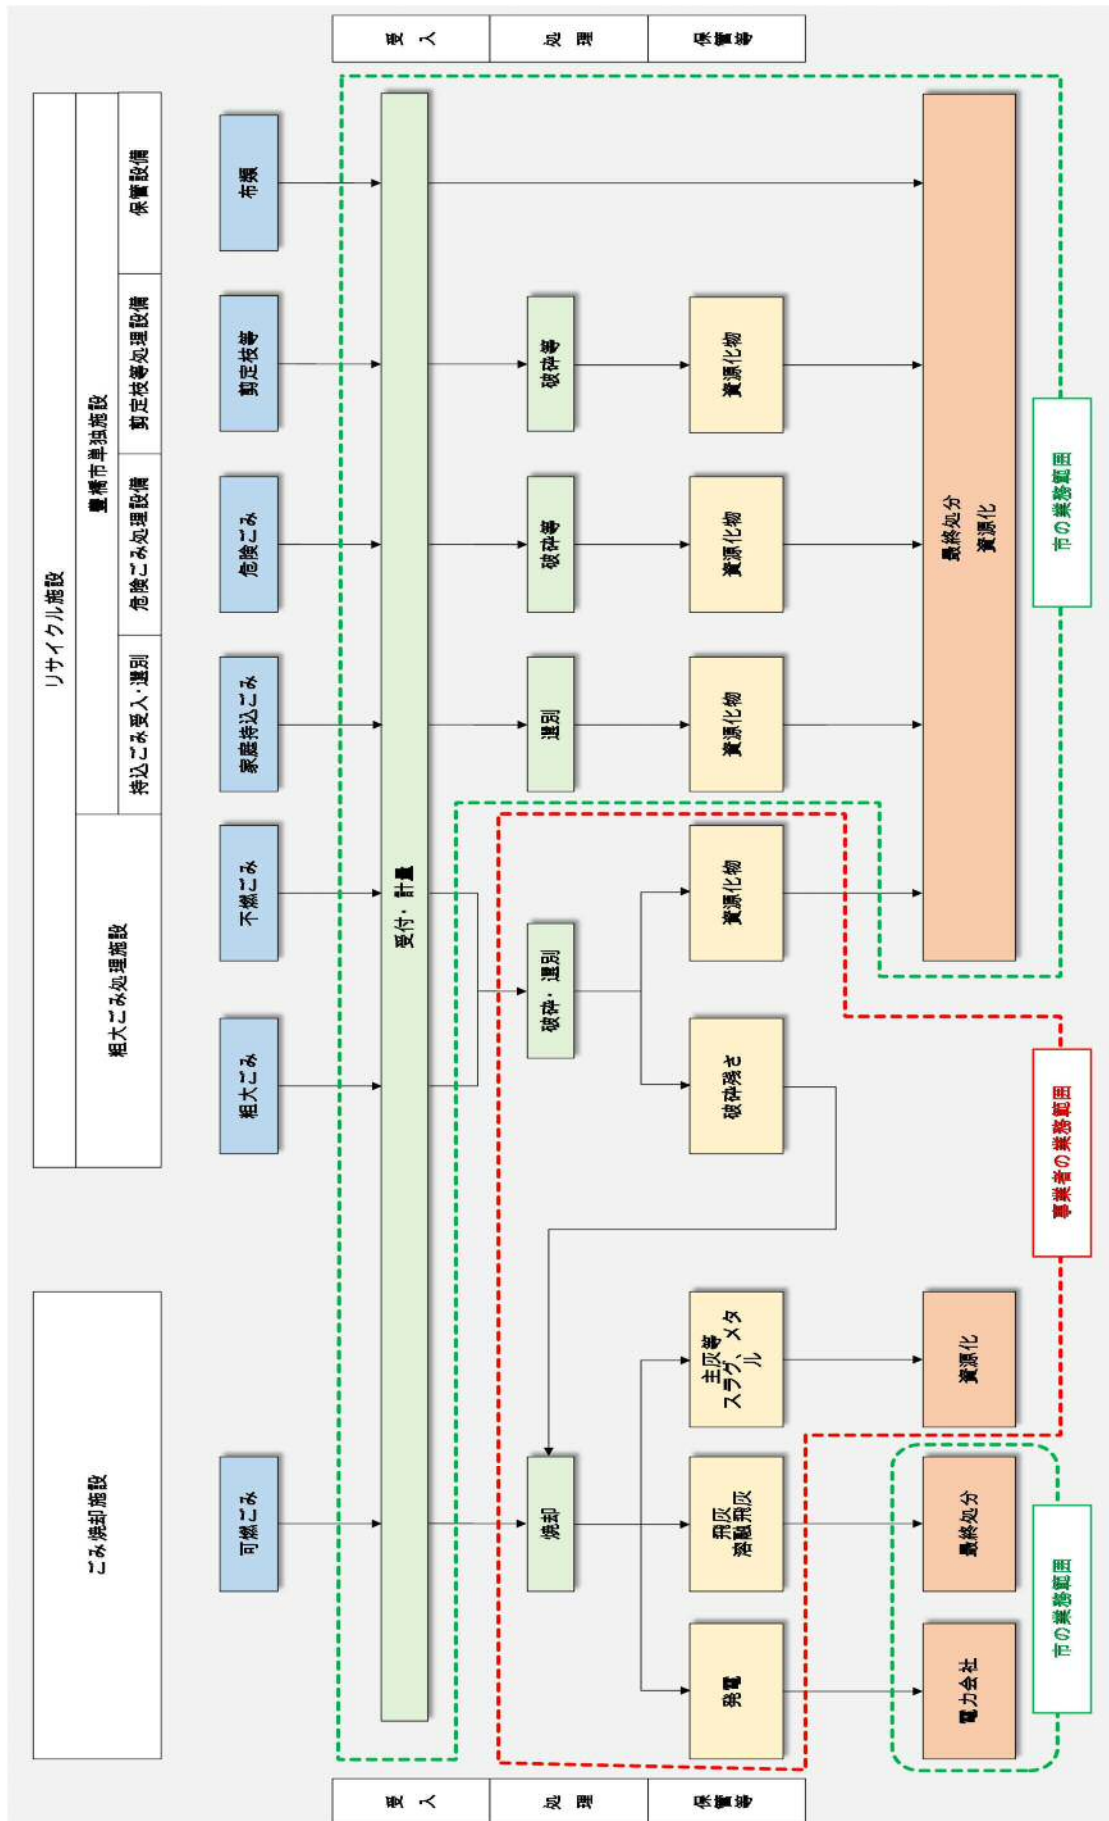 ごみ焼却施設
リサイクル施設
粗大ごみ処理施設
豊橋市単独施設
持込ごみ受入・選別
危険ごみ処理設備
剪定枝等処理設備
保管設備
可燃ごみ
粗大ごみ
不燃ごみ
家庭持込ごみ
危険ごみ
剪定枝等
布類
受 入
受付・計量
受 入
処 理
焼却
破砕・選別
選別
破砕等
破砕等
処 理
保管等
発電
飛灰
溶融飛灰
主灰等
スラグ、メタ
ル
破砕残さ
資源化物
資源化物
資源化物
資源化物
保管等
電力会社
最終処分
資源化
最終処分
資源化
市の業務範囲
事業者の業務範囲
市の業務範囲